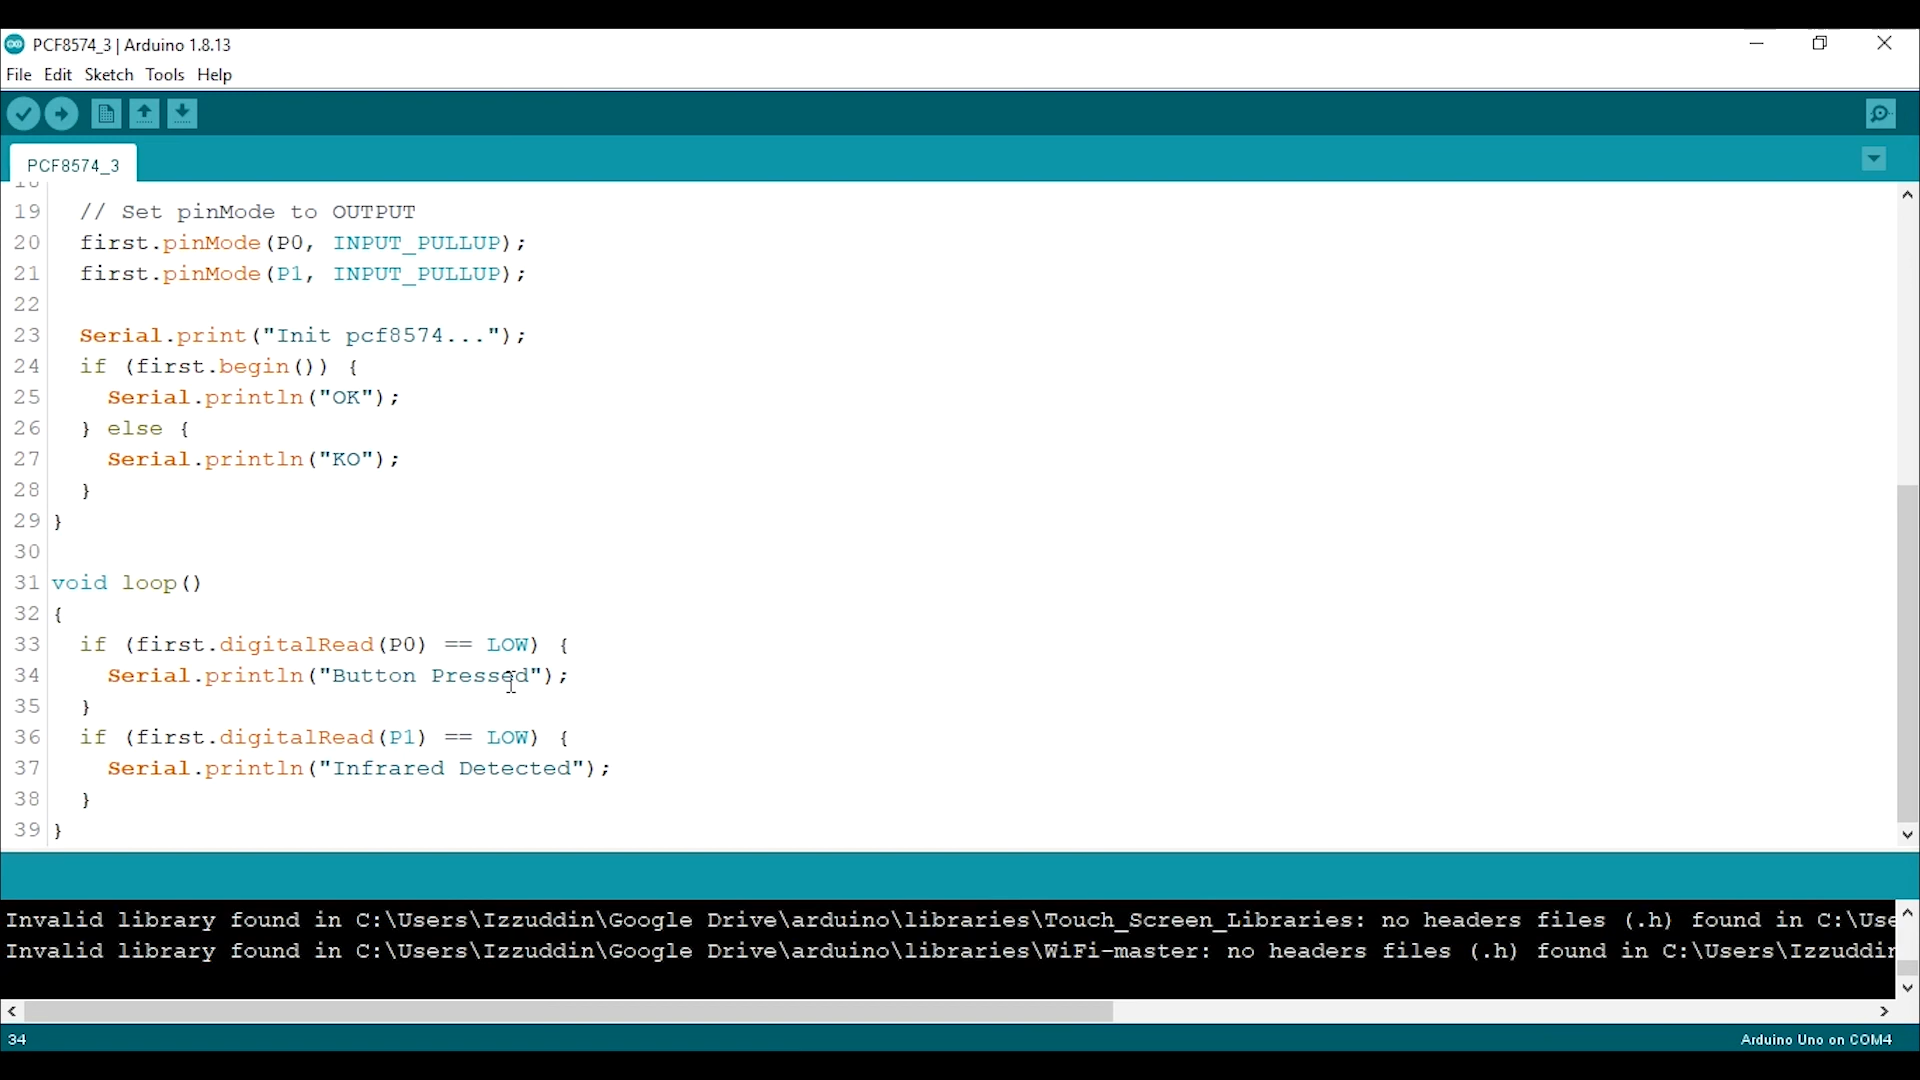 PCF8574_3 | Arduino 1.8.13
File Edit Sketch Tools Help
PCF8574_3
19 // Set pinMode to OUTPUT
20 first.pinMode(P0, INPUT_PULLUP);
21 first.pinMode(P1, INPUT_PULLUP);
22
23 Serial.print("Init pcf8574...");
24 if (first.begin()) {
25 Serial.println("OK");
26 } else {
27 Serial.println("KO");
28 }
29 }
30
31 void loop()
32 {
33 if (first.digitalRead(P0) == LOW) {
34 Serial.println("Button Pressed");
35 }
36 if (first.digitalRead(P1) == LOW) {
37 Serial.println("Infrared Detected");
38 }
39 }
Invalid library found in C:\Users\Izzuddin\Google Drive\arduino\libraries\Touch_Screen_Libraries: no headers files (.h) found in C:\Use
Invalid library found in C:\Users\Izzuddin\Google Drive\arduino\libraries\WiFi-master: no headers files (.h) found in C:\Users\Izzuddin
34
Arduino Uno on COM4